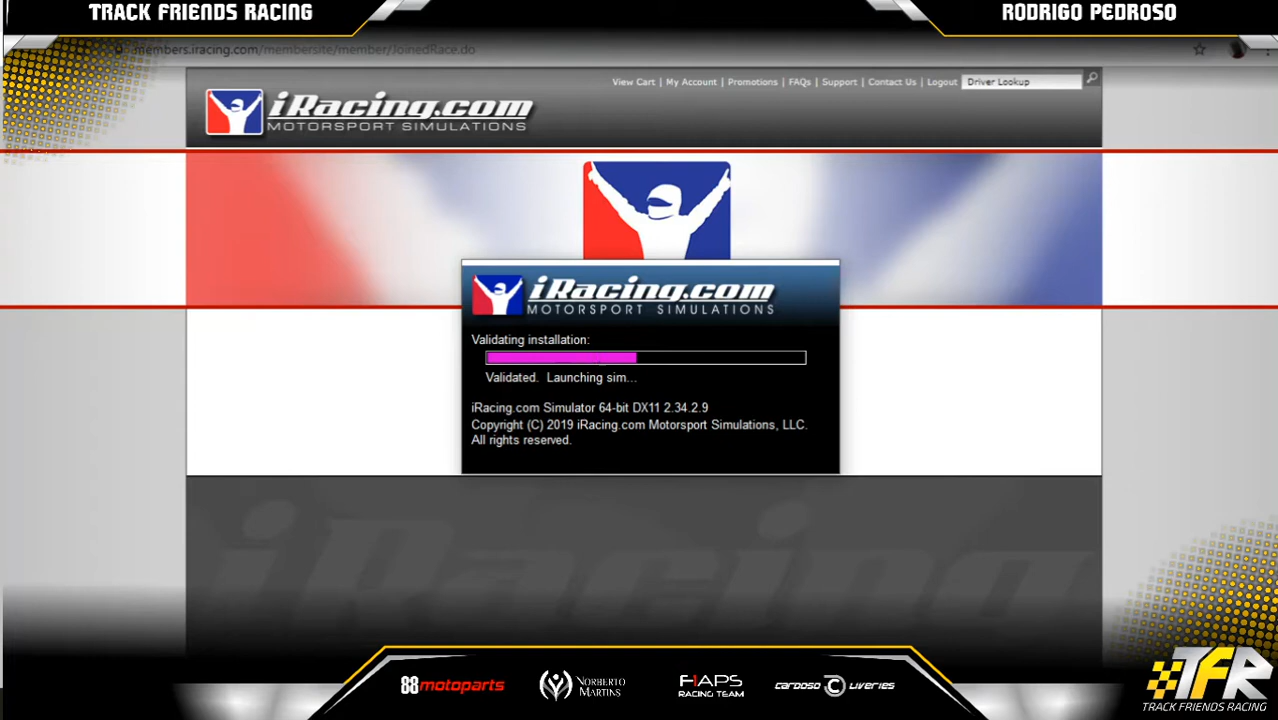 TRACK FRIENDS RACING
RODRIGO PEDROSO
members.iracing.com/membersite/member/JoinedRace.do
View Cart | My Account | Promotions | FAQs | Support | Contact Us | Logout
Driver Lookup
iRacing.com
MOTORSPORT SIMULATIONS
iRacing.com
MOTORSPORT SIMULATIONS
Validating installation:
Validated. Launching sim...
iRacing.com Simulator 64-bit DX11 2.34.2.9
Copyright (C) 2019 iRacing.com Motorsport Simulations, LLC.
All rights reserved.
iRacing
88motoparts
NORBERTO
MARTINS
F1APS
RACING TEAM
CARDOSO LIVERIES
TFR
TRACK FRIENDS RACING